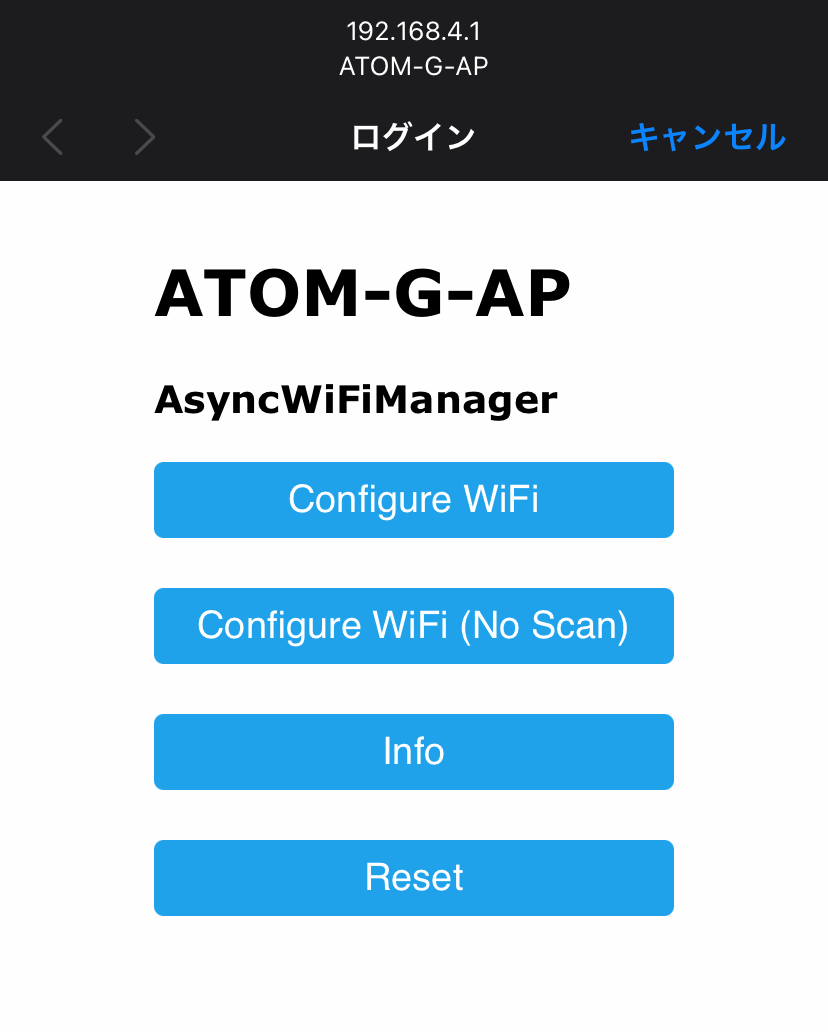 192.168.4.1
ATOM-G-AP
ログイン
キャンセル
ATOM-G-AP
AsyncWiFiManager
Configure WiFi
Configure WiFi (No Scan)
Info
Reset